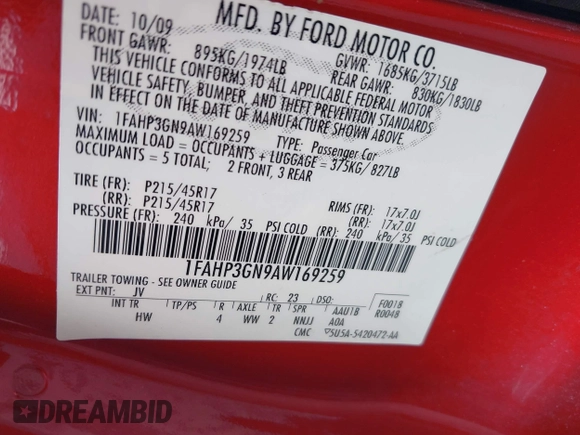 10/09
MFD. BY FORD MOTOR CO.
FRONT GAWR: GVWR: 1685KG/3715LB
895KG/1974LB REAR GAWR: 830KG/1830LB
THIS VEHICLE CONFORMS TO ALL APPLICABLE FEDERAL MOTOR
VEHICLE SAFETY, BUMPER, AND THEFT PREVENTION STANDARDS
IN EFFECT ON THE DATE OF MANUFACTURE SHOWN ABOVE.
VIN: 1FAHP3GN9AW169259 TYPE: Passenger Car
MAXIMUM LOAD = OCCUPANTS + LUGGAGE = 375KG/ 827LB
OCCUPANTS = 5 TOTAL; 2 FRONT, 3 REAR
TIRE (FR): P215/45R17 RIMS (FR): 17x7.0J
(RR): P215/45R17 (RR): 17x7.0J
PRESSURE (FR): 240 kPa/ 35 PSI COLD (RR): 240 kPa/ 35 PSI COLD
1FAHP3GN9AW169259
TRAILER TOWING - SEE OWNER GUIDE
EXT PNT: JV RC: 23 DSO: F0018
INT TR TP/PS R AXLE TR SPR AAU1B R0048
HW 4 WW 2 NNJJ AOA
CMC 5U5A-5420472-AA
DREAMBID